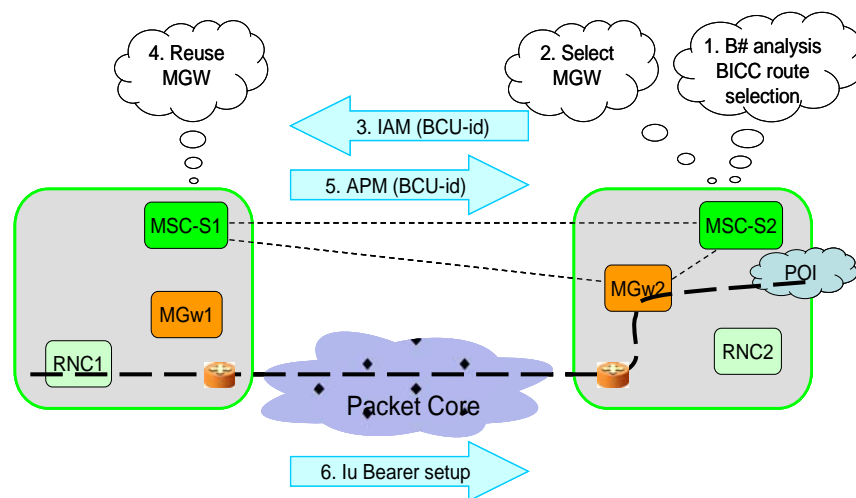 4. Reuse
MGW
2. Select
MGW
1. B# analysis
BICC route
selection
3. IAM (BCU-id)
5. APM (BCU-id)
MSC-S1
MSC-S2
POI
MGw2
MGw1
RNC1
RNC2
Packet Core
6. Iu Bearer setup